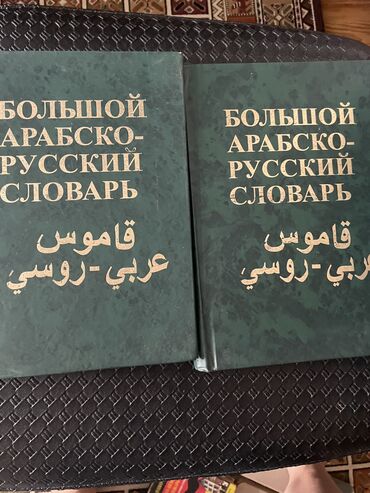 БОЛЬШОЙ
АРАБСКО-
РУССКИЙ
СЛОВАРЬ
قاموس
عربي - روسي
БОЛЬШОЙ
АРАБСКО-
РУССКИЙ
СЛОВАРЬ
قاموس
عربي - روسي